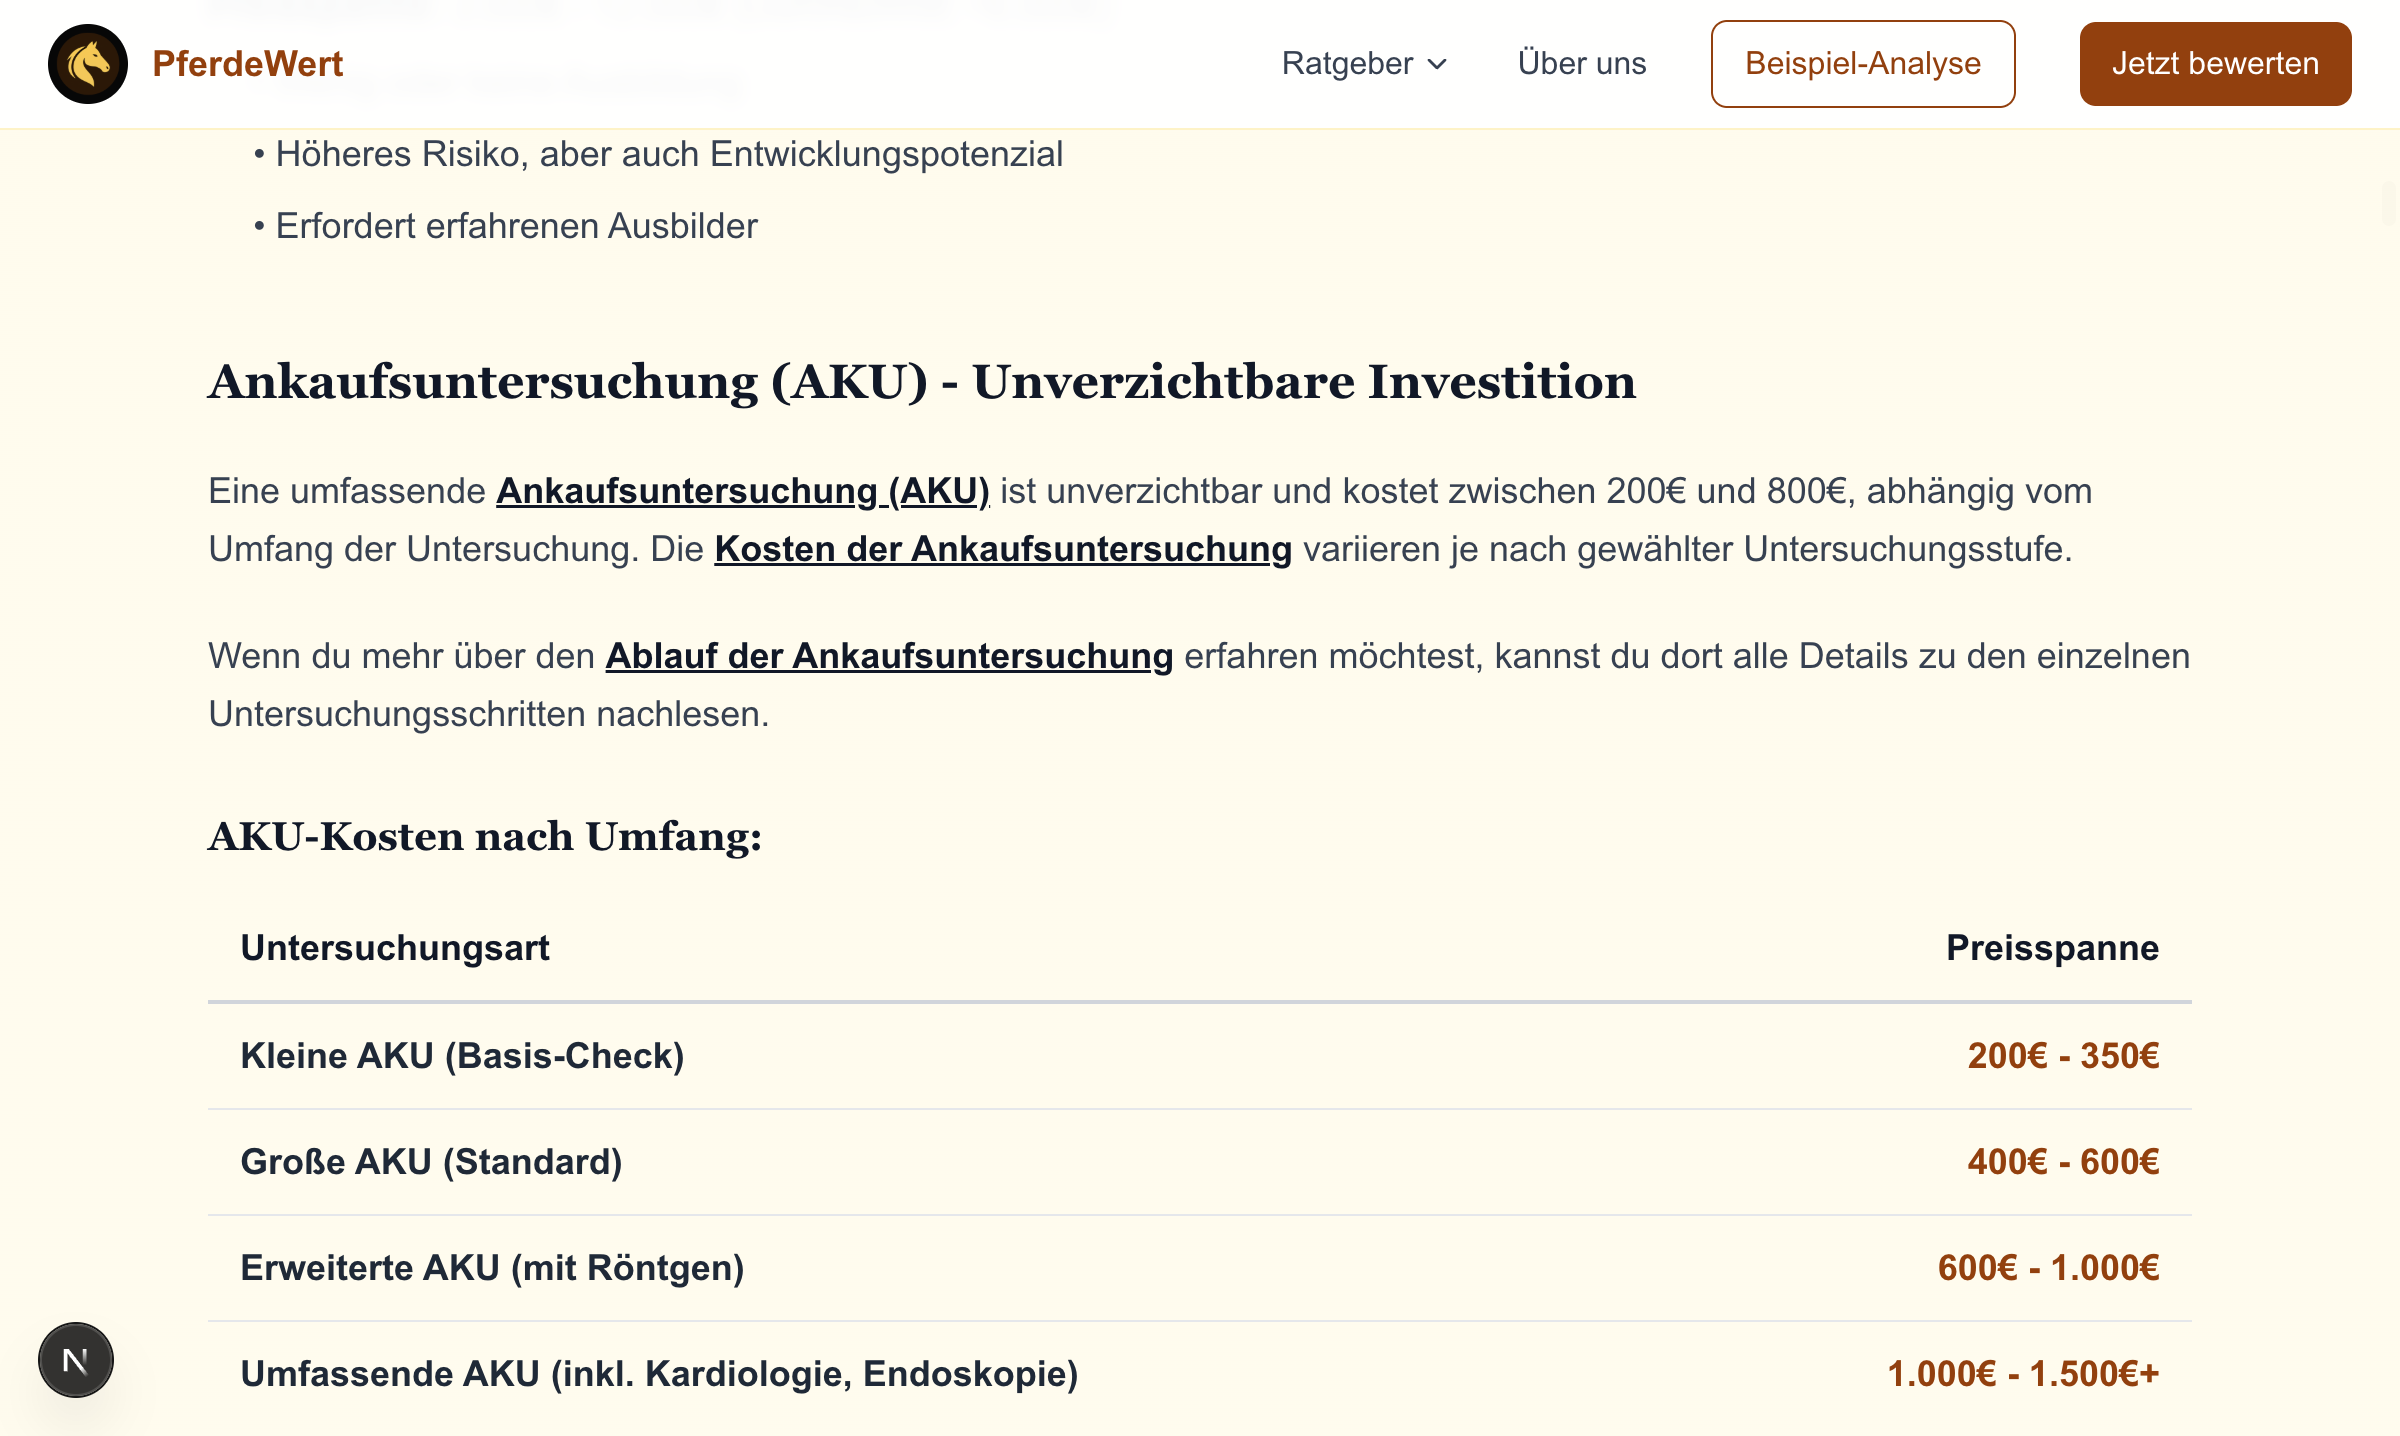 PferdeWert
Ratgeber
Über uns
Beispiel-Analyse
Jetzt bewerten
• Höheres Risiko, aber auch Entwicklungspotenzial
• Erfordert erfahrenen Ausbilder
Ankaufsuntersuchung (AKU) - Unverzichtbare Investition
Eine umfassende Ankaufsuntersuchung (AKU) ist unverzichtbar und kostet zwischen 200€ und 800€, abhängig vom
Umfang der Untersuchung. Die Kosten der Ankaufsuntersuchung variieren je nach gewählter Untersuchungsstufe.
Wenn du mehr über den Ablauf der Ankaufsuntersuchung erfahren möchtest, kannst du dort alle Details zu den einzelnen
Untersuchungsschritten nachlesen.
AKU-Kosten nach Umfang:
Untersuchungsart Preisspanne
Kleine AKU (Basis-Check) 200€ - 350€
Große AKU (Standard) 400€ - 600€
Erweiterte AKU (mit Röntgen) 600€ - 1.000€
Umfassende AKU (inkl. Kardiologie, Endoskopie) 1.000€ - 1.500€+
N